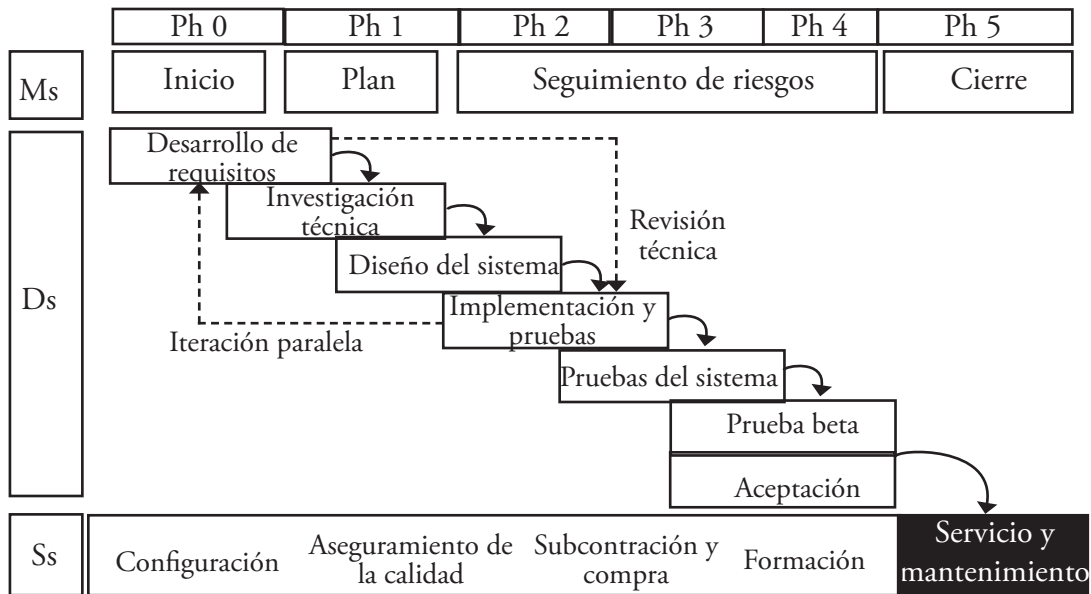 Ph 0 Ph 1 Ph 2 Ph 3 Ph 4 Ph 5
Ms
Inicio Plan Seguimiento de riesgos Cierre
Ds
Desarrollo de
requisitos
Investigación
técnica
Revisión
técnica
Diseño del sistema
Implementación y
pruebas
Iteración paralela
Pruebas del sistema
Prueba beta
Aceptación
Ss
Configuración
Aseguramiento de
la calidad
Subcontración y
compra
Formación
Servicio y
mantenimiento